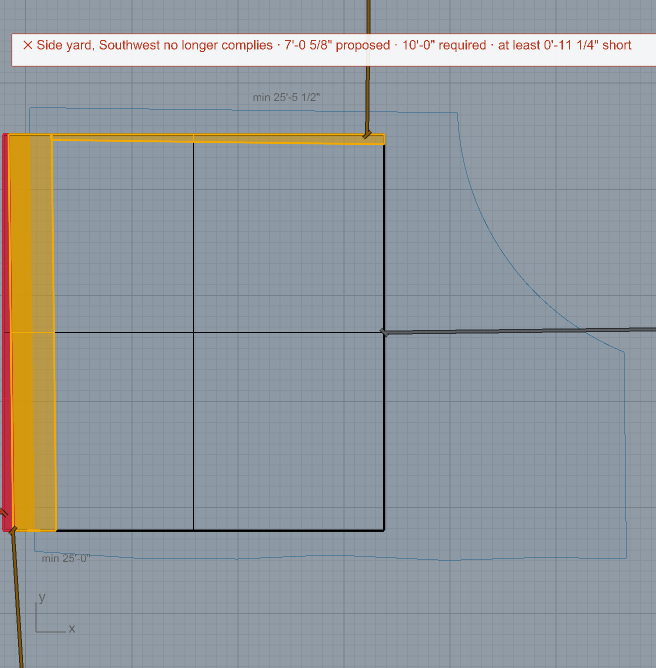 × Side yard, Southwest no longer complies · 7'-0 5/8" proposed · 10'-0" required · at least 0'-11 1/4" short
min 25'-5 1/2"
min 25'-0"
y
x